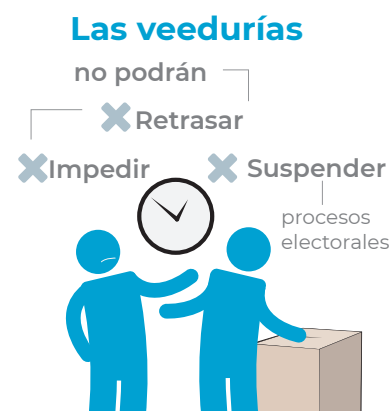 Las veedurías
no podrán
Retrasar
Impedir
Suspender
procesos
electorales